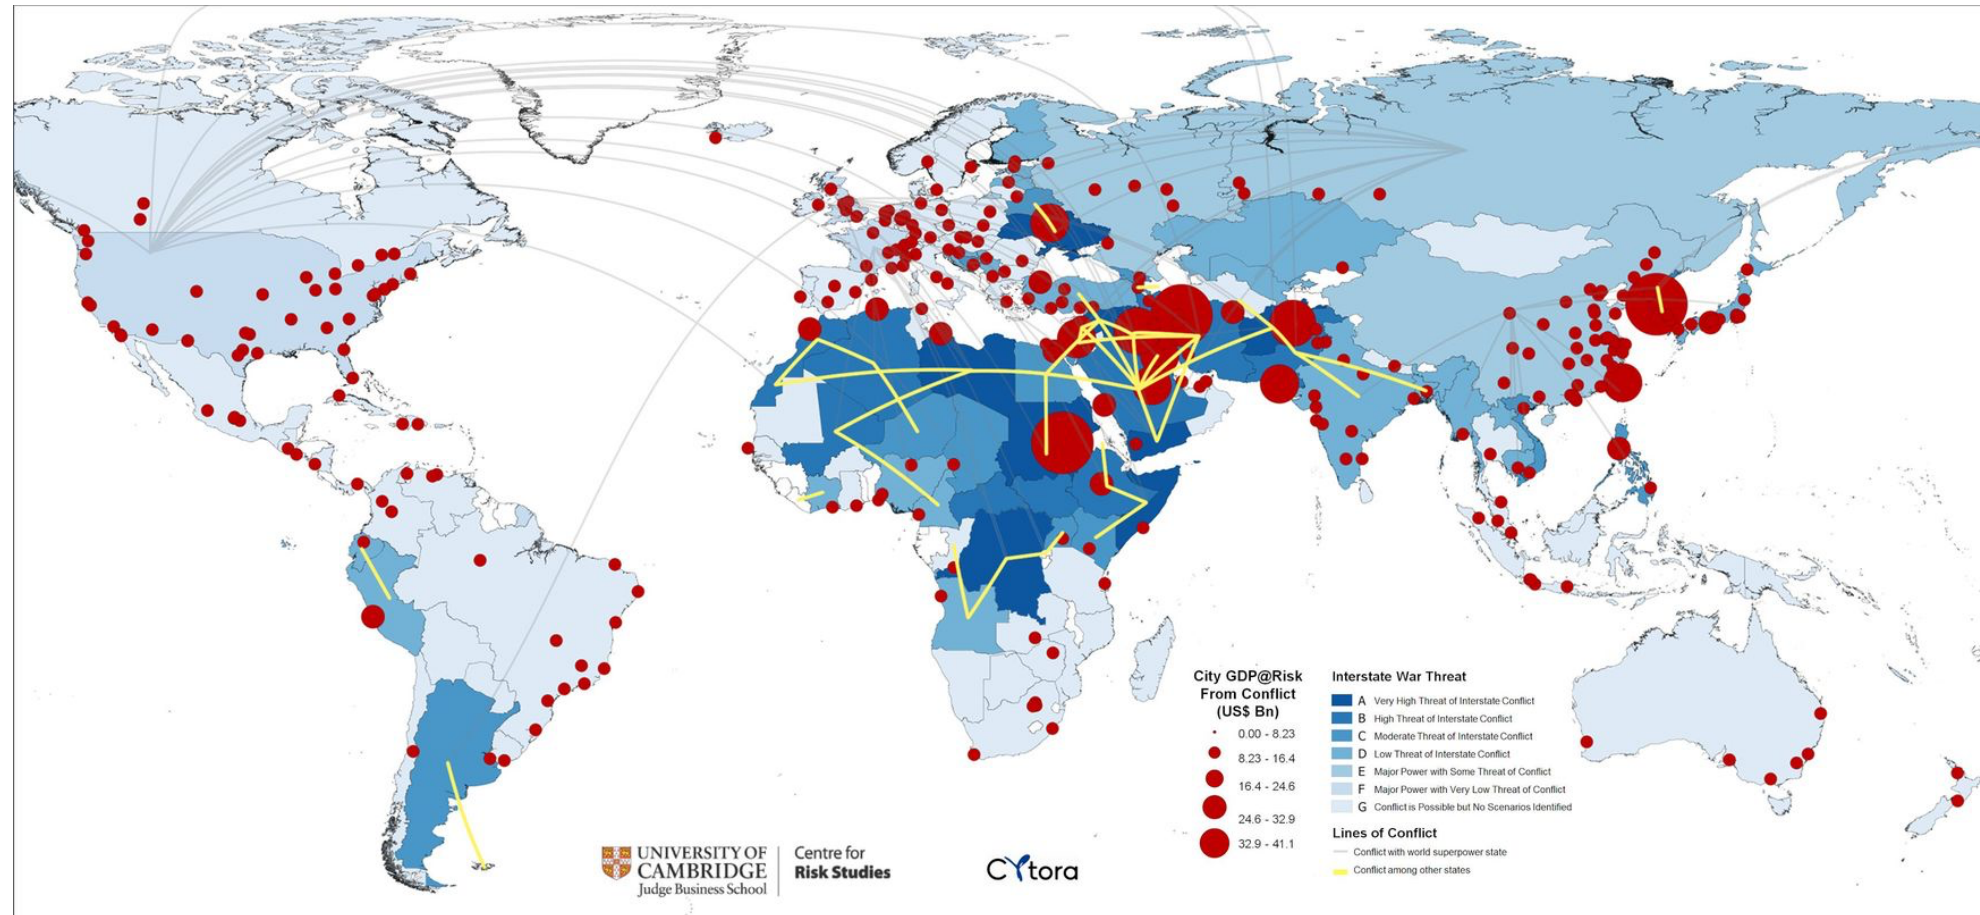 City GDP@Risk
From Conflict
(US$ Bn)
0.00 - 8.23
8.23 - 16.4
16.4 - 24.6
24.6 - 32.9
32.9 - 41.1
Interstate War Threat
A Very High Threat of Interstate Conflict
B High Threat of Interstate Conflict
C Moderate Threat of Interstate Conflict
D Low Threat of Interstate Conflict
E Major Power with Some Threat of Conflict
F Major Power with Very Low Threat of Conflict
G Conflict is Possible but No Scenarios Identified
Lines of Conflict
Conflict with world superpower state
Conflict among other states
UNIVERSITY OF
CAMBRIDGE
Judge Business School
Centre for
Risk Studies
Cytora